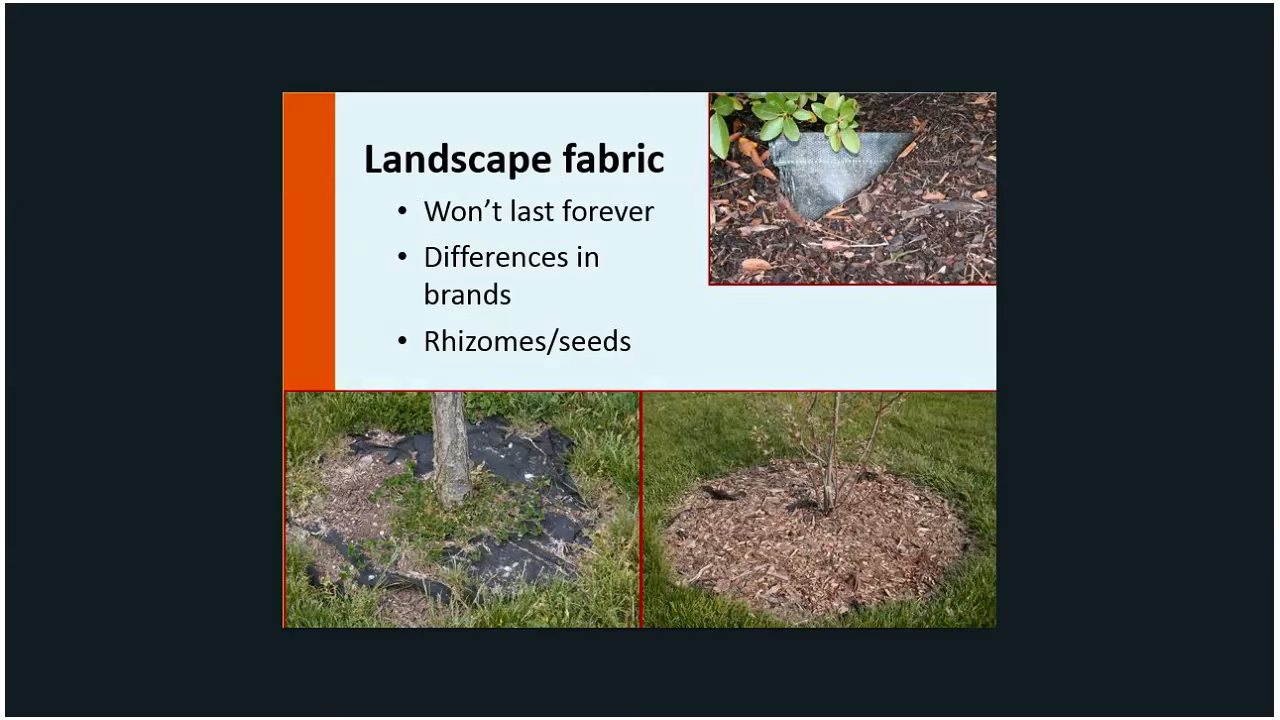 Landscape fabric
• Won’t last forever
• Differences in
brands
• Rhizomes/seeds